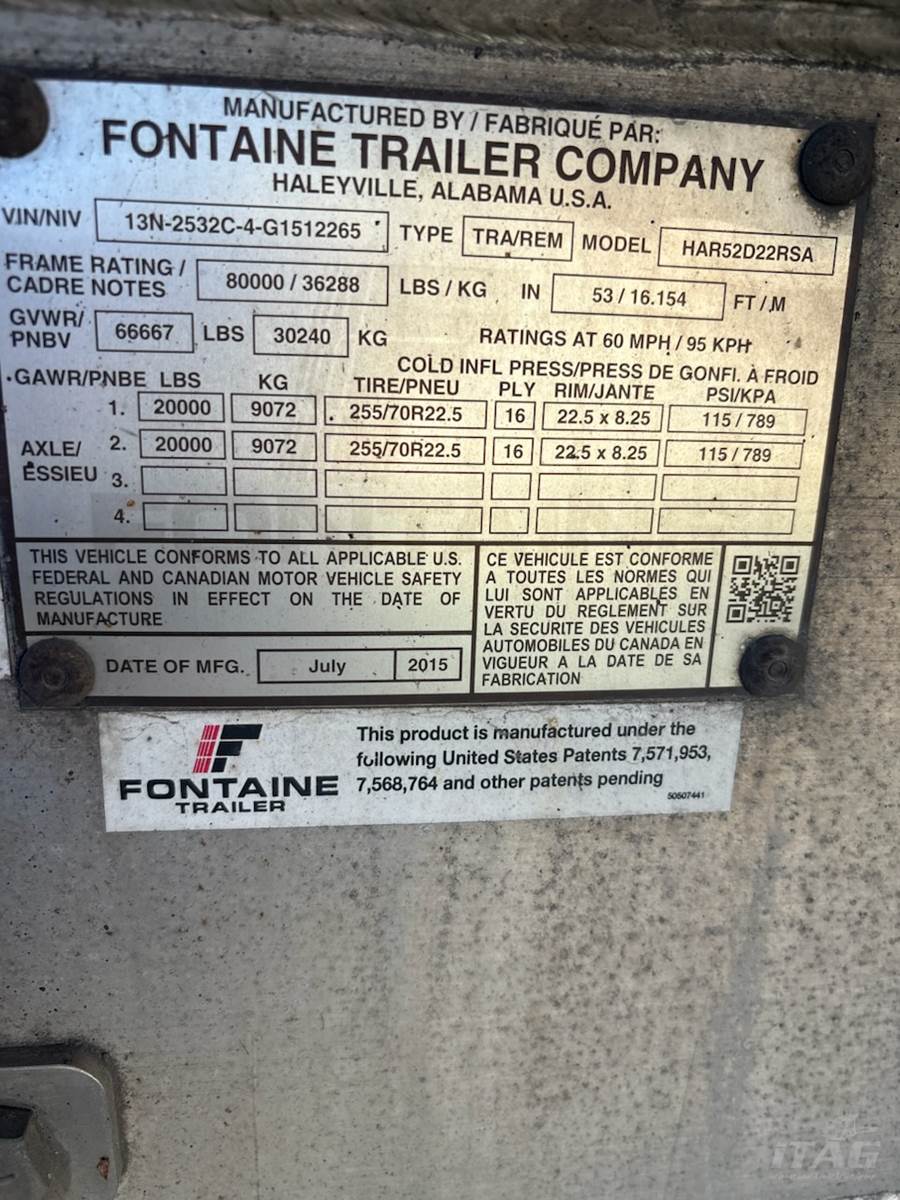 MANUFACTURED BY / FABRIQUÉ PAR:
FONTAINE TRAILER COMPANY
HALEYVILLE, ALABAMA U.S.A.
VIN/NIV 13N-2532C-4-G1512265 TYPE TRA/REM MODEL HAR52D22RSA
FRAME RATING / CADRE NOTES 80000 / 36288 LBS / KG IN 53 / 16.154 FT / M
GVWR/ PNBV 66667 LBS 30240 KG RATINGS AT 60 MPH / 95 KPH
COLD INFL PRESS/PRESS DE GONFI. À FROID
GAWR/PNBE LBS KG TIRE/PNEU PLY RIM/JANTE PSI/KPA
1. 20000 9072 255/70R22.5 16 22.5 x 8.25 115 / 789
AXLE/ ESSIEU
2. 20000 9072 255/70R22.5 16 22.5 x 8.25 115 / 789
3.
4.
THIS VEHICLE CONFORMS TO ALL APPLICABLE U.S.
FEDERAL AND CANADIAN MOTOR VEHICLE SAFETY
REGULATIONS IN EFFECT ON THE DATE OF
MANUFACTURE
CE VEHICULE EST CONFORME
A TOUTES LES NORMES QUI
LUI SONT APPLICABLES EN
VERTU DU REGLEMENT SUR
LA SECURITE DES VEHICULES
AUTOMOBILES DU CANADA EN
VIGUEUR A LA DATE DE SA
FABRICATION
DATE OF MFG. July 2015
FONTAINE
TRAILER
This product is manufactured under the
following United States Patents 7,571,953,
7,568,764 and other patents pending
50507441
iTAG